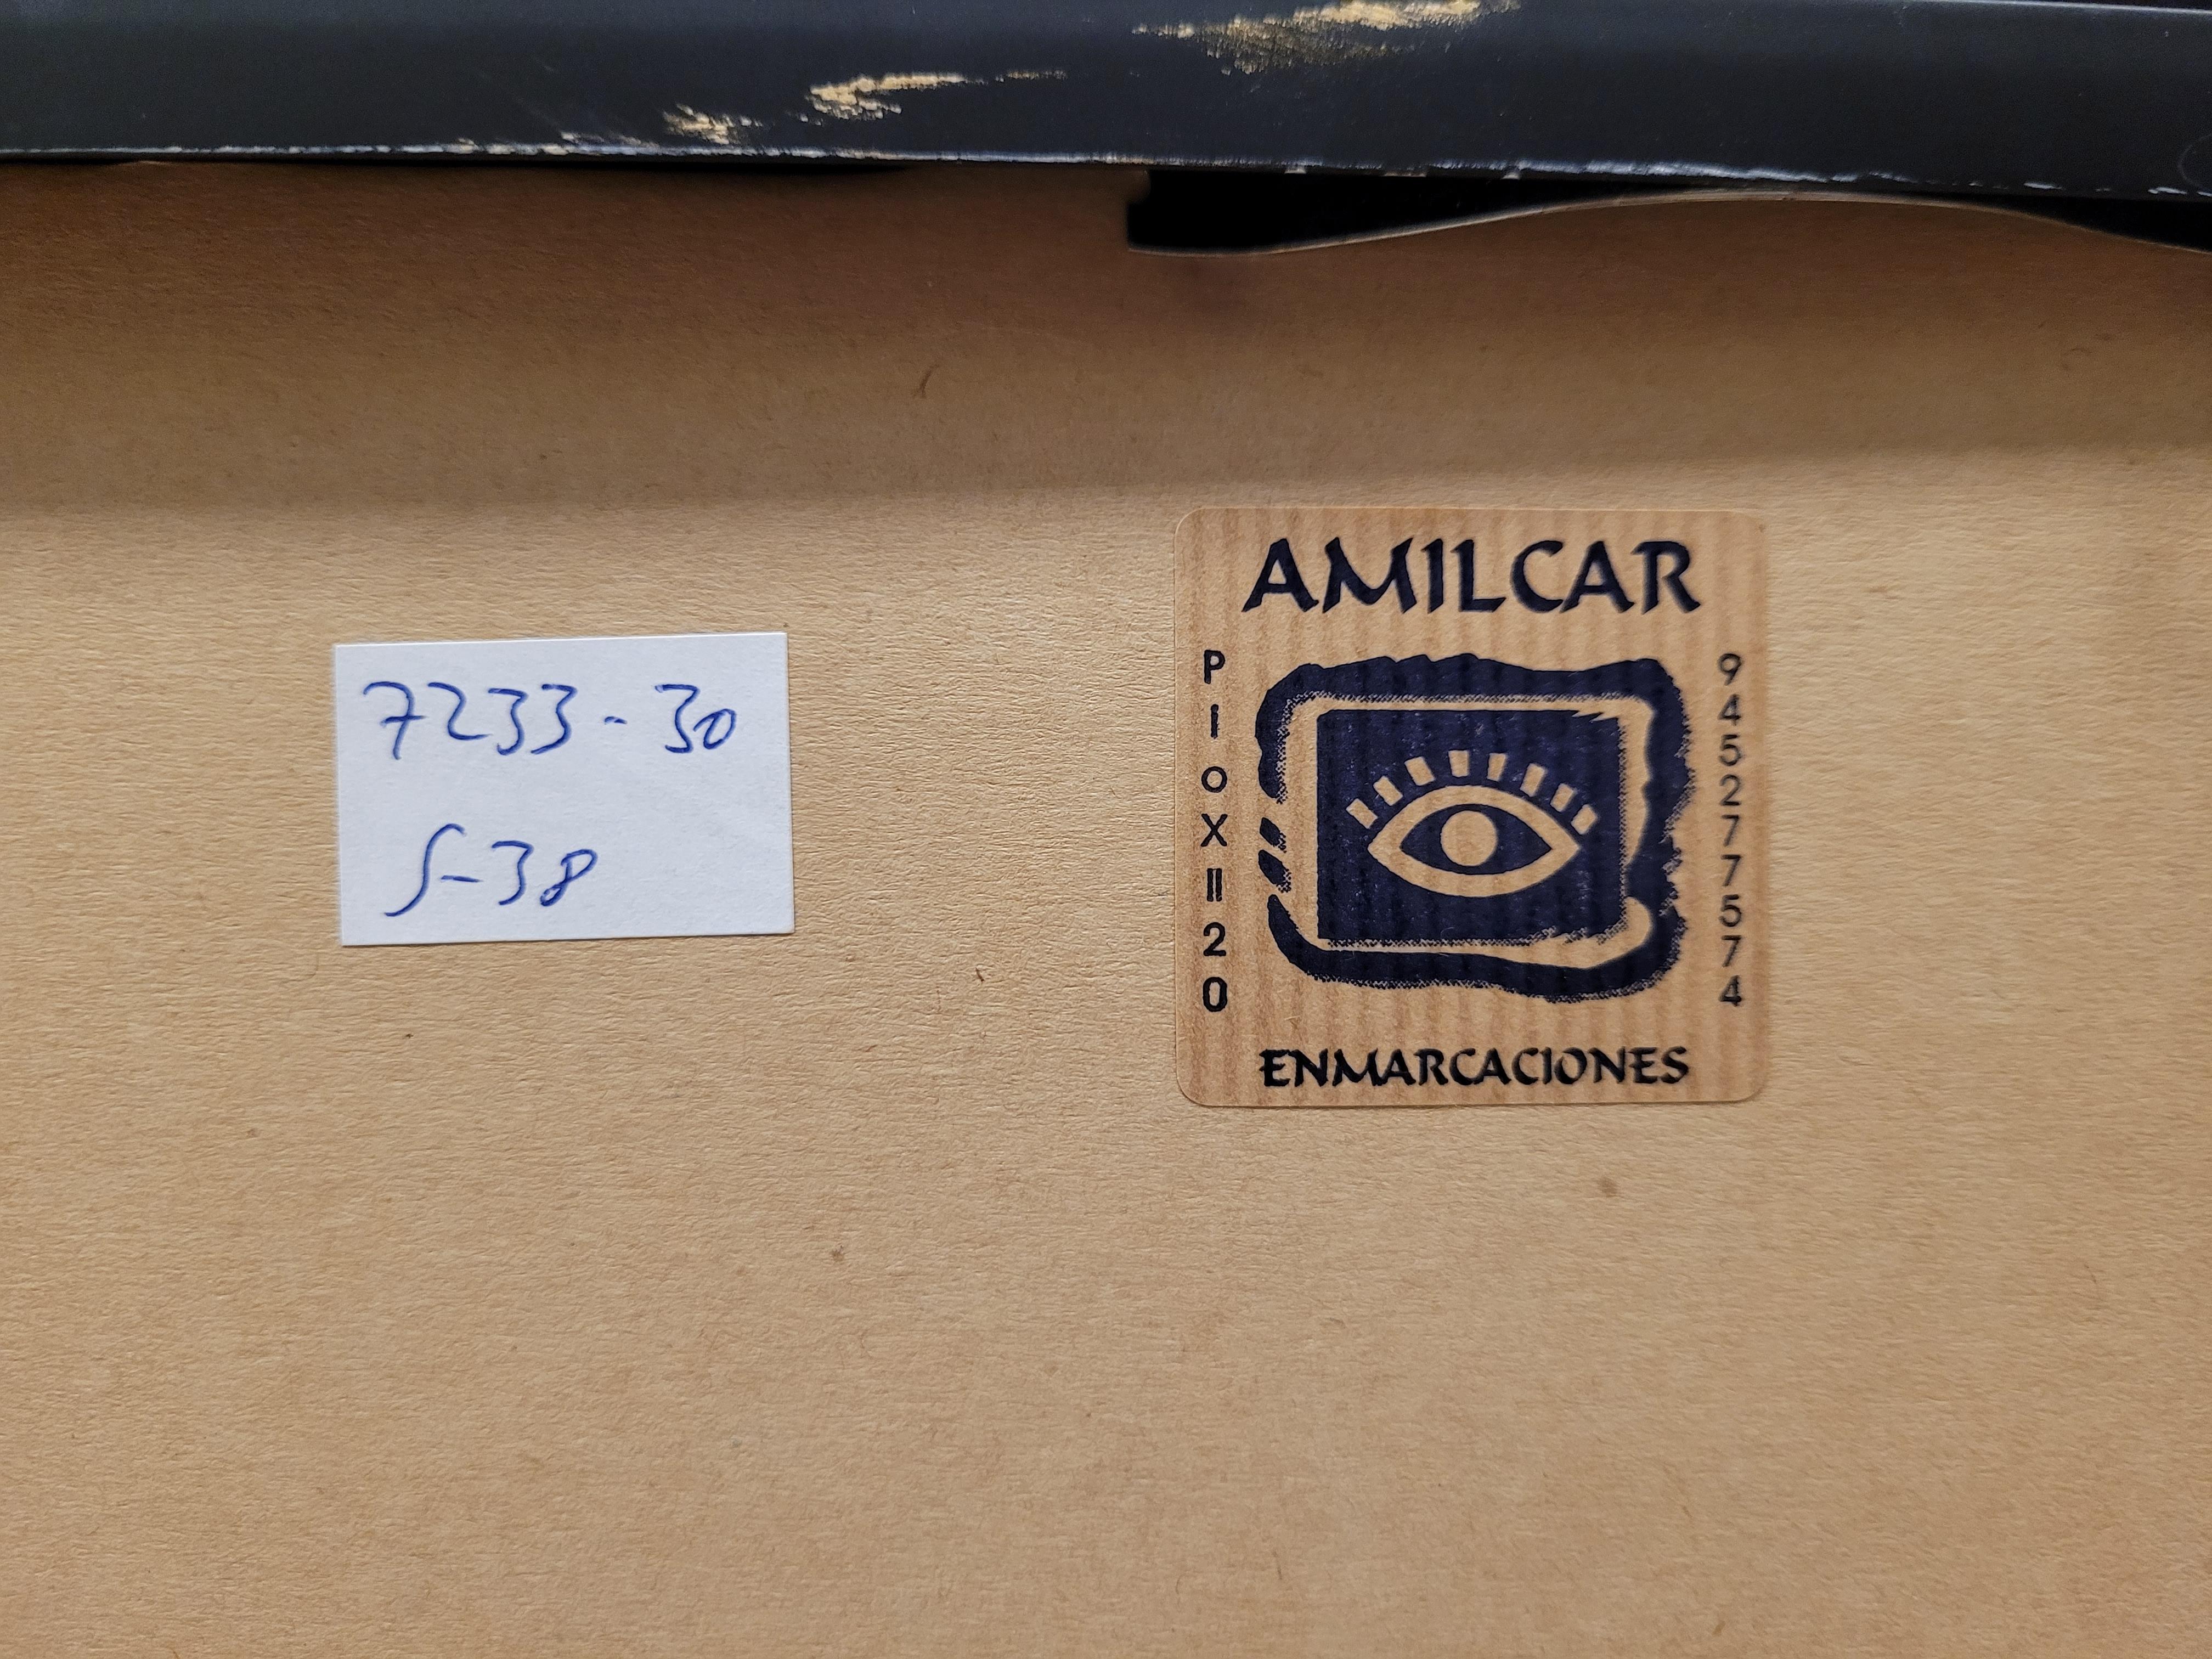 7233-30
S-38
AMILCAR
PIO XII 20
945277574
ENMARCACIONES